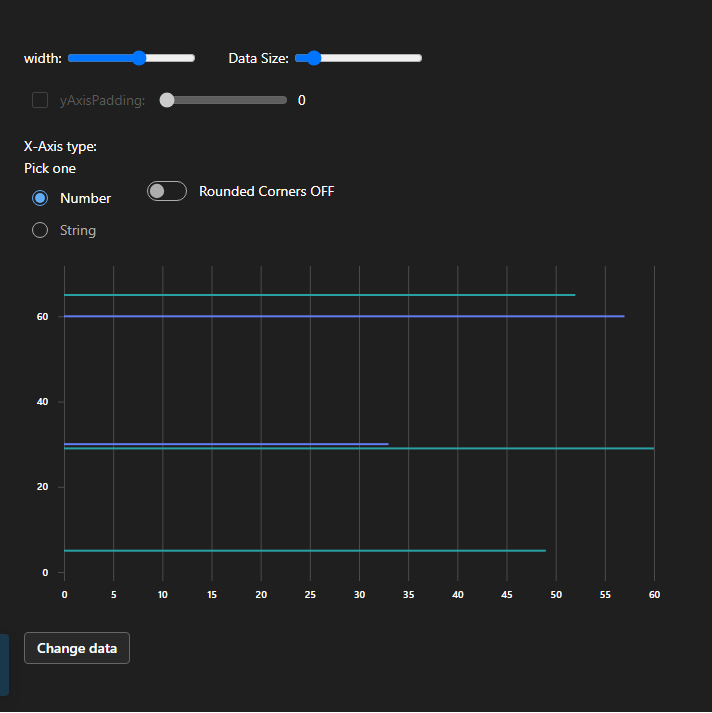 width: Data Size:
yAxisPadding: 0
X-Axis type:
Pick one
Number Rounded Corners OFF
String
60
40
20
0
0 5 10 15 20 25 30 35 40 45 50 55 60
Change data